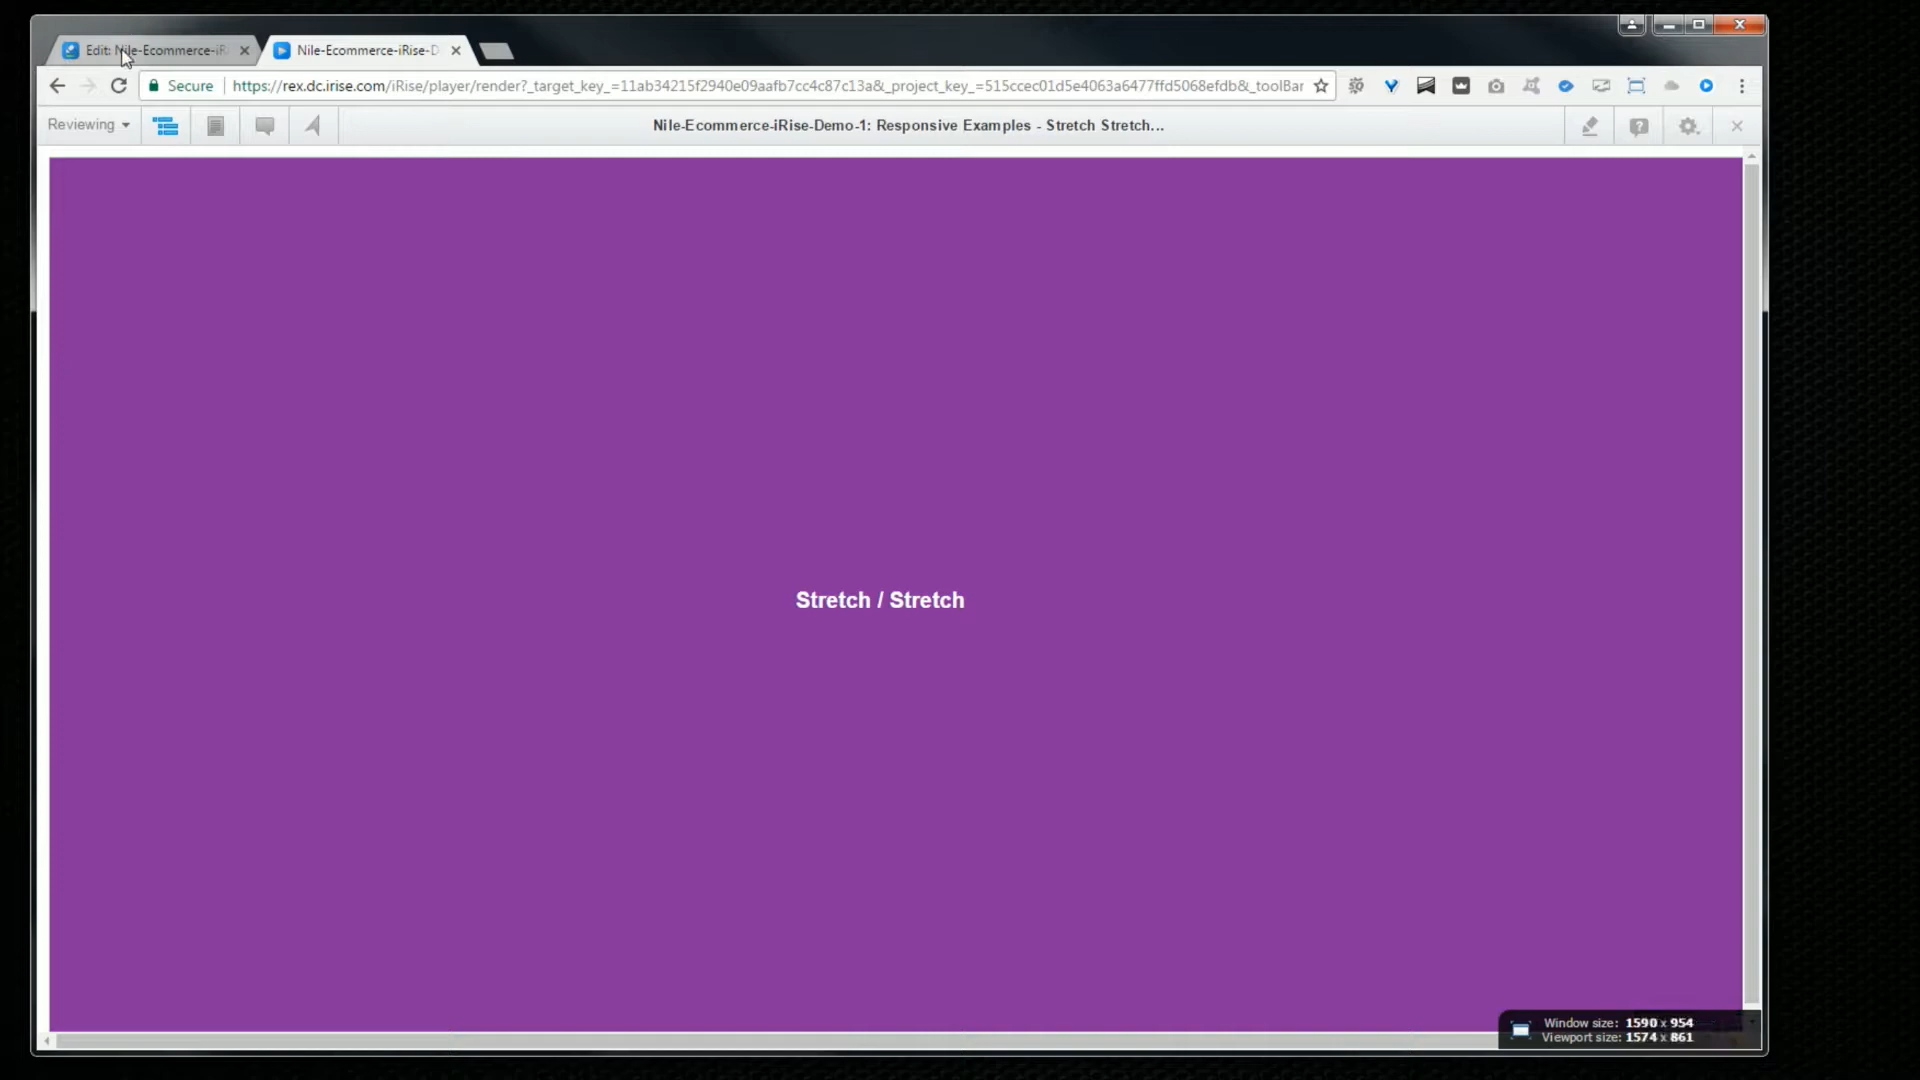 Edit: Nile-Ecommerce-iR
Nile-Ecommerce-iRise-D
Secure
https://rex.dc.irise.com/iRise/player/render?_target_key_=11ab34215f2940e09aafb7cc4c87c13a&_project_key_=515ccec01d5e4063a6477ffd5068efdb&_toolBar
Reviewing
Nile-Ecommerce-iRise-Demo-1: Responsive Examples - Stretch Stretch...
Stretch / Stretch
Window size: 1590 x 954
Viewport size: 1574 x 861